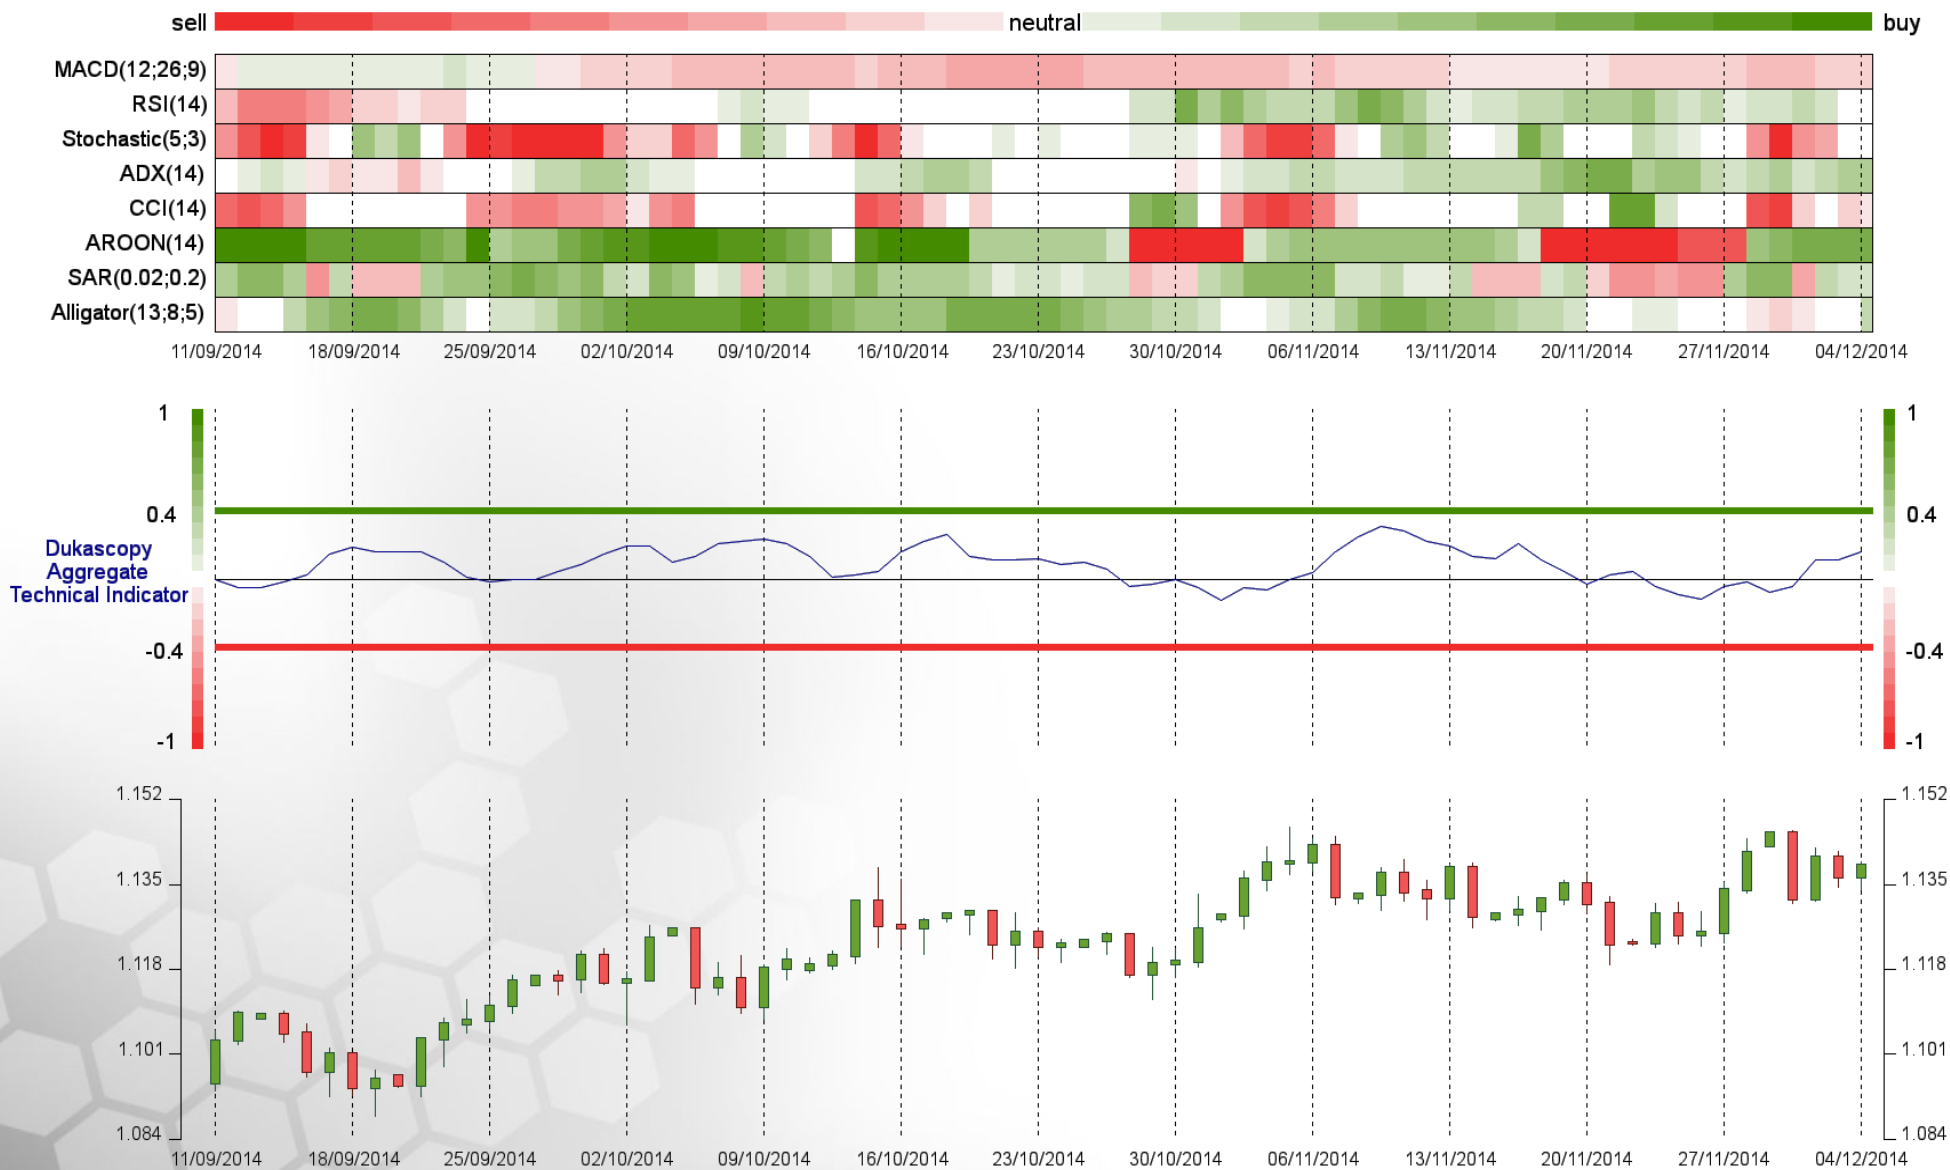 sell neutral buy
MACD(12;26;9)
RSI(14)
Stochastic(5;3)
ADX(14)
CCI(14)
AROON(14)
SAR(0.02;0.2)
Alligator(13;8;5)
11/09/2014 18/09/2014 25/09/2014 02/10/2014 09/10/2014 16/10/2014 23/10/2014 30/10/2014 06/11/2014 13/11/2014 20/11/2014 27/11/2014 04/12/2014
1 1
0.4 0.4
Dukascopy
Aggregate
Technical Indicator
-0.4 -0.4
-1 -1
1.152 1.152
1.135 1.135
1.118 1.118
1.101 1.101
1.084 1.084
11/09/2014 18/09/2014 25/09/2014 02/10/2014 09/10/2014 16/10/2014 23/10/2014 30/10/2014 06/11/2014 13/11/2014 20/11/2014 27/11/2014 04/12/2014